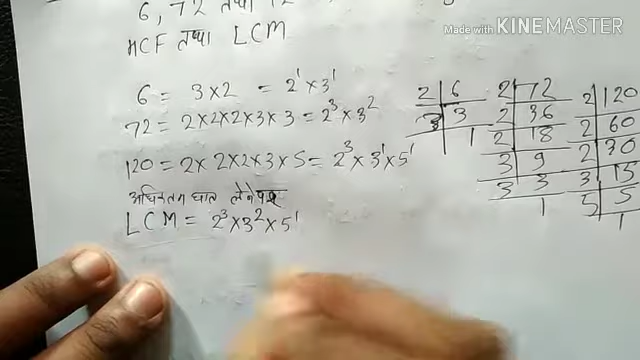 Made with KINEMASTER
6, 72 तथा 12
HCF तथा LCM
6 = 3×2 = 2¹×3¹
72 = 2×2×2×3×3 = 2³×3²
120 = 2×2×2×3×5 = 2³×3¹×5¹
अधिकतम घात लेने पर
LCM = 2³×3²×5¹
2 | 6
3 | 3
1
2 | 72
2 | 36
2 | 18
3 | 9
3 | 3
1
2 | 120
2 | 60
2 | 30
3 | 15
5 | 5
1